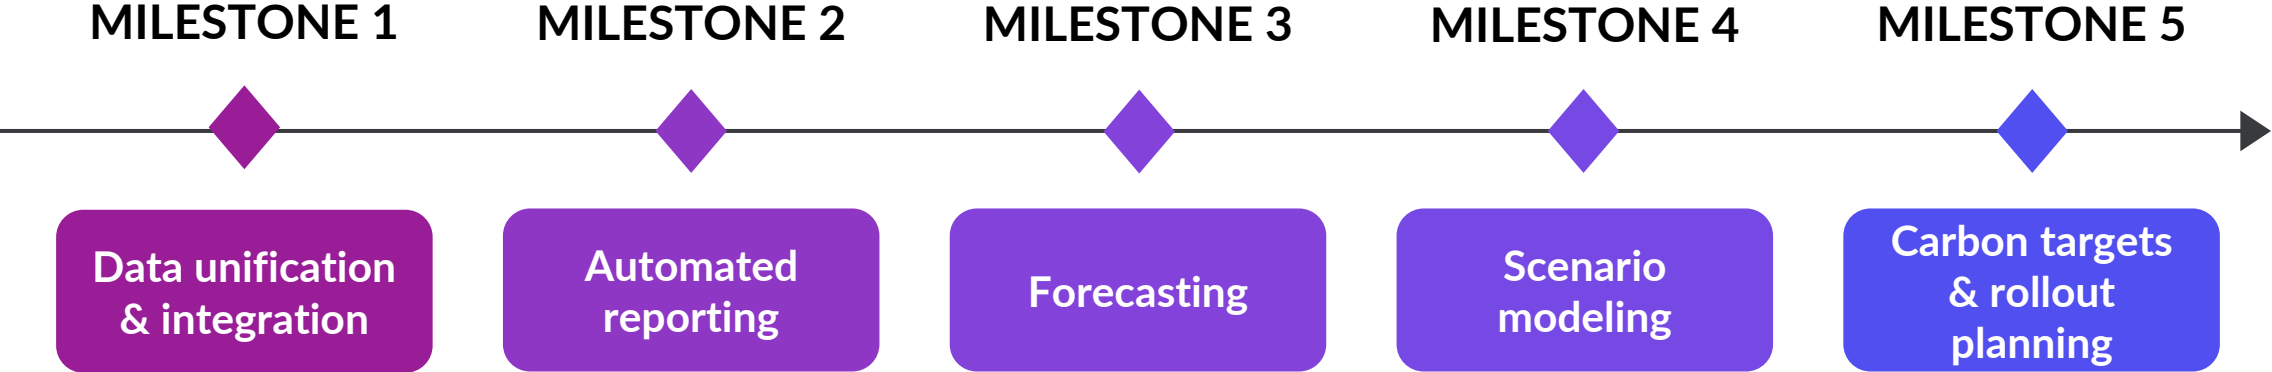 MILESTONE 1
MILESTONE 2
MILESTONE 3
MILESTONE 4
MILESTONE 5
Data unification
& integration
Automated
reporting
Forecasting
Scenario
modeling
Carbon targets
& rollout
planning